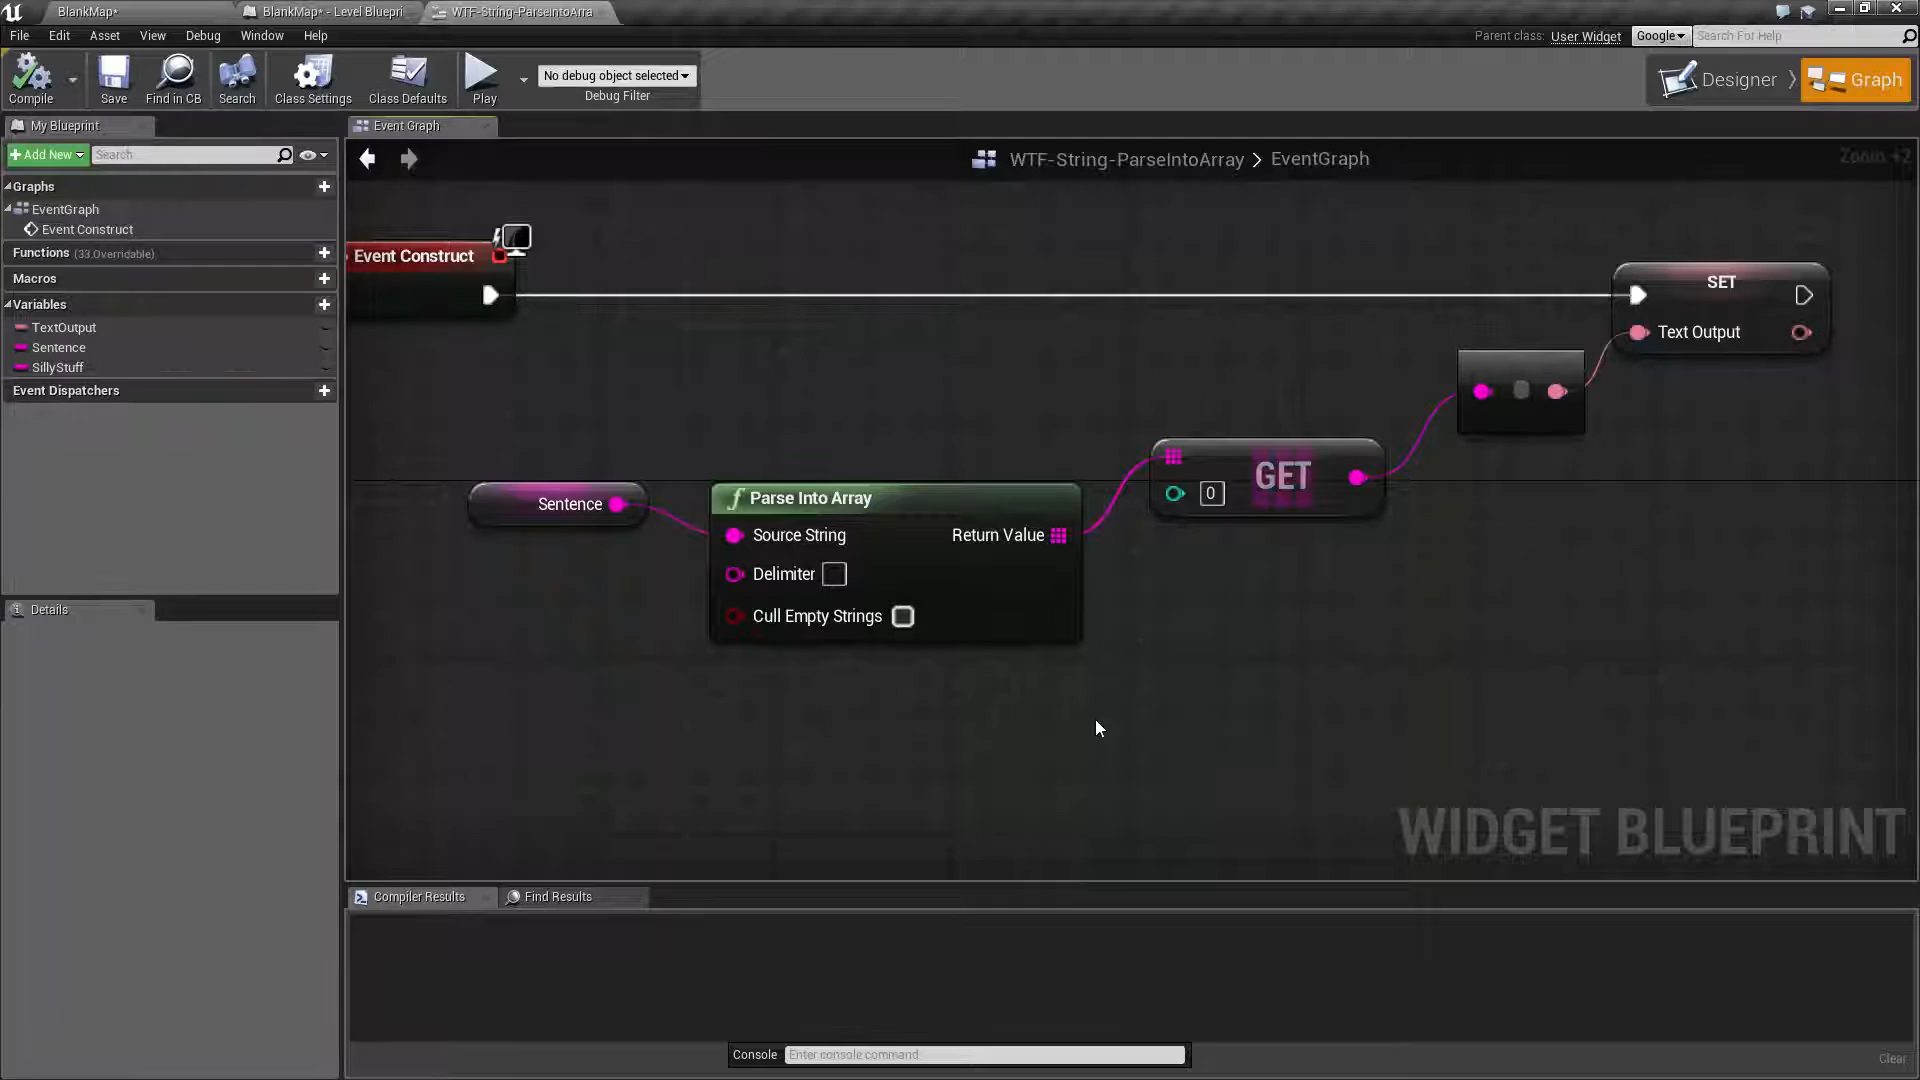 BlankMap*
BlankMap* - Level Bluepri
WTF-String-ParseIntoArra
File Edit Asset View Debug Window Help
Parent class: User Widget Google Search For Help
Compile
Save
Find in CB
Search
Class Settings
Class Defaults
Play
No debug object selected
Debug Filter
Designer
Graph
My Blueprint
Event Graph
Add New Search
WTF-String-ParseIntoArray > EventGraph
Zoom +2
Graphs
EventGraph
Event Construct
Functions (33 Overridable)
Macros
Variables
TextOutput
Sentence
SillyStuff
Event Dispatchers
Details
Event Construct
SET
Text Output
GET
0
Sentence
f Parse Into Array
Source String Return Value
Delimiter
Cull Empty Strings
WIDGET BLUEPRINT
Compiler Results
Find Results
Console Enter console command
Clear